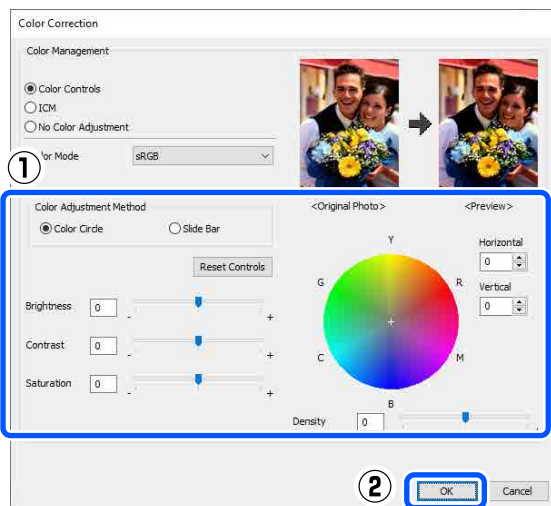 Color Correction
Color Management
Color Controls
ICM
No Color Adjustment
①
or Mode sRGB
Color Adjustment Method
Color Circle Slide Bar
Reset Controls
Brightness 0 - +
Contrast 0 - +
Saturation 0 - +
<Original Photo> <Preview>
Y
G R
C M
B
Horizontal
0
Vertical
0
Density 0
②
OK Cancel